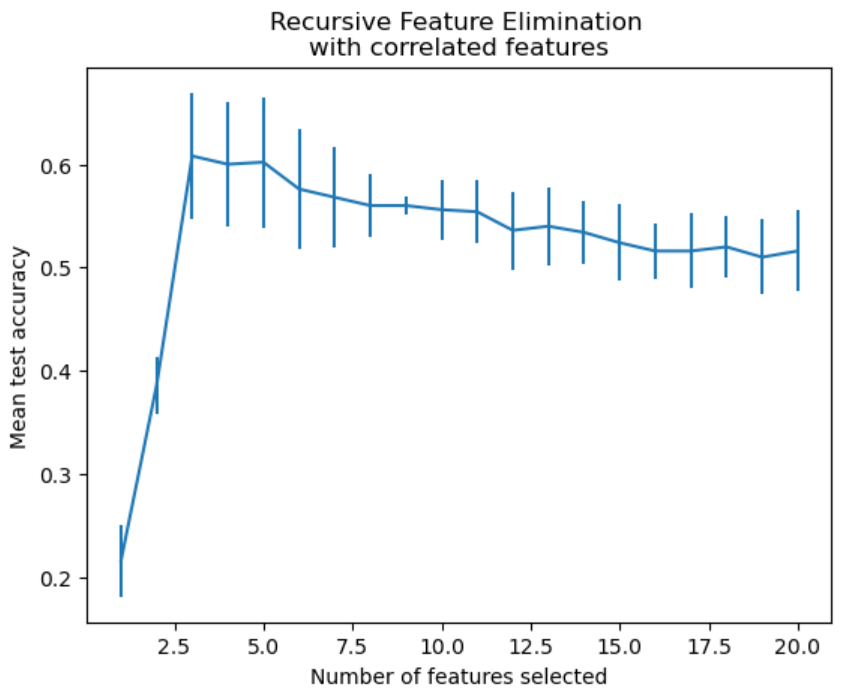 Recursive Feature Elimination
with correlated features
0.6
0.5
0.4
0.3
0.2
Mean test accuracy
2.5 5.0 7.5 10.0 12.5 15.0 17.5 20.0
Number of features selected